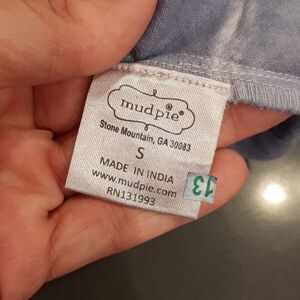 mudpie®
Stone Mountain, GA 30083
S
MADE IN INDIA
www.mudpie.com
RN131993
13